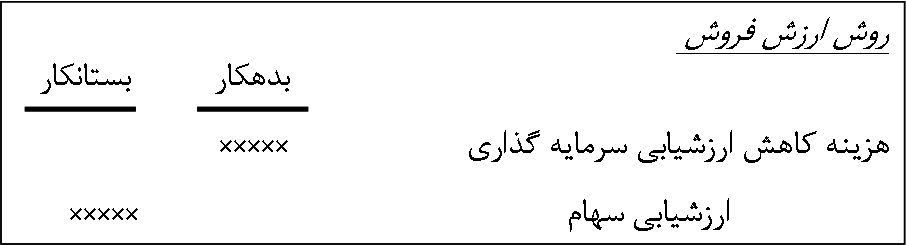 روش ارزش فروش
بدهکار بستانکار
هزینه کاهش ارزشیابی سرمایه گذاری ×××××
ارزشیابی سهام ×××××